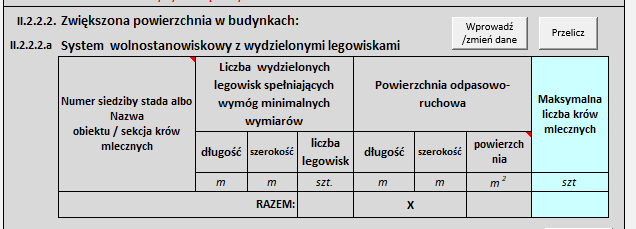 II.2.2.2. Zwiększona powierzchnia w budynkach:
Wprowadź
/zmień dane
Przelicz
II.2.2.2.a System wolnostanowiskowy z wydzielonymi legowiskami
Numer siedziby stada albo
Nazwa
obiektu / sekcja krów
mlecznych
Liczba wydzielonych
legowisk spełniających
wymóg minimalnych
wymiarów
Powierzchnia odpasowo-
ruchowa
Maksymalna
liczba krów
mlecznych
długość
szerokość
liczba
legowisk
długość
szerokość
powierzch
nia
m
m
szt.
m
m
m 2
szt
RAZEM:
X